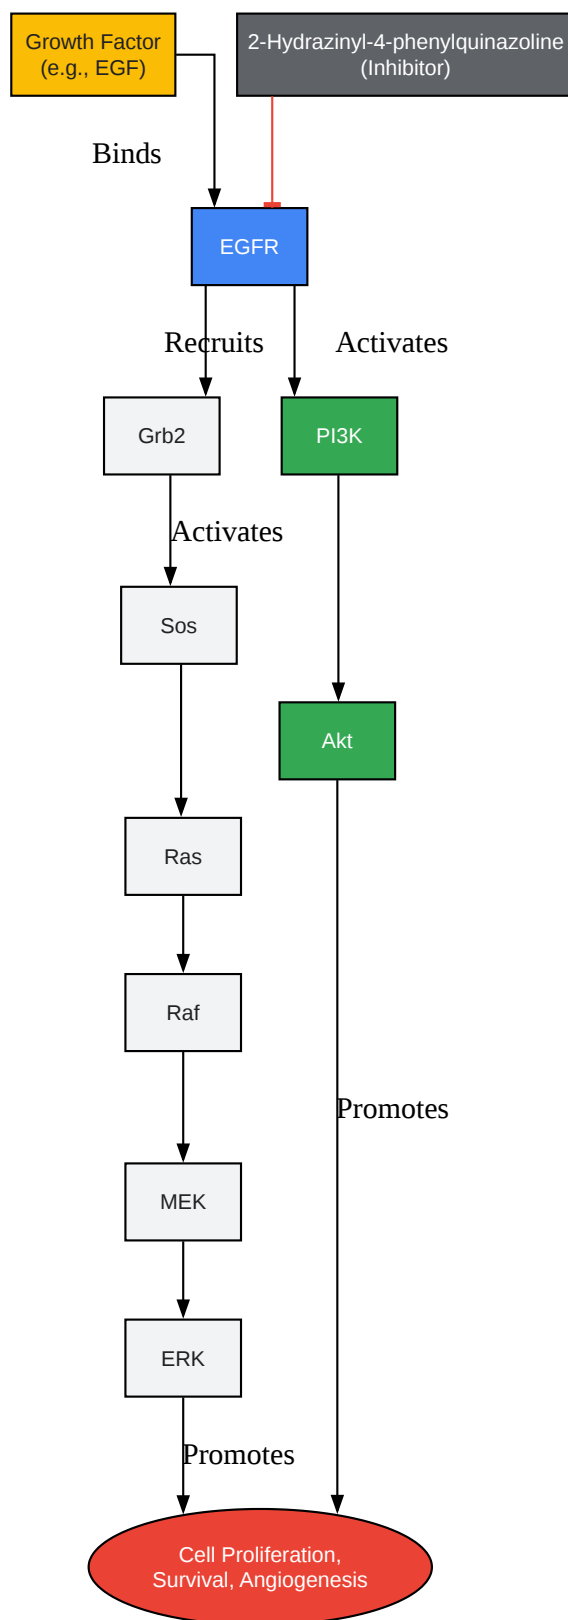 Growth Factor
(e.g., EGF)
2-Hydrazinyl-4-phenylquinazoline
(Inhibitor)
Binds
EGFR
Recruits
Activates
Grb2
PI3K
Activates
Sos
Akt
Ras
Raf
Promotes
MEK
ERK
Promotes
Cell Proliferation,
Survival, Angiogenesis